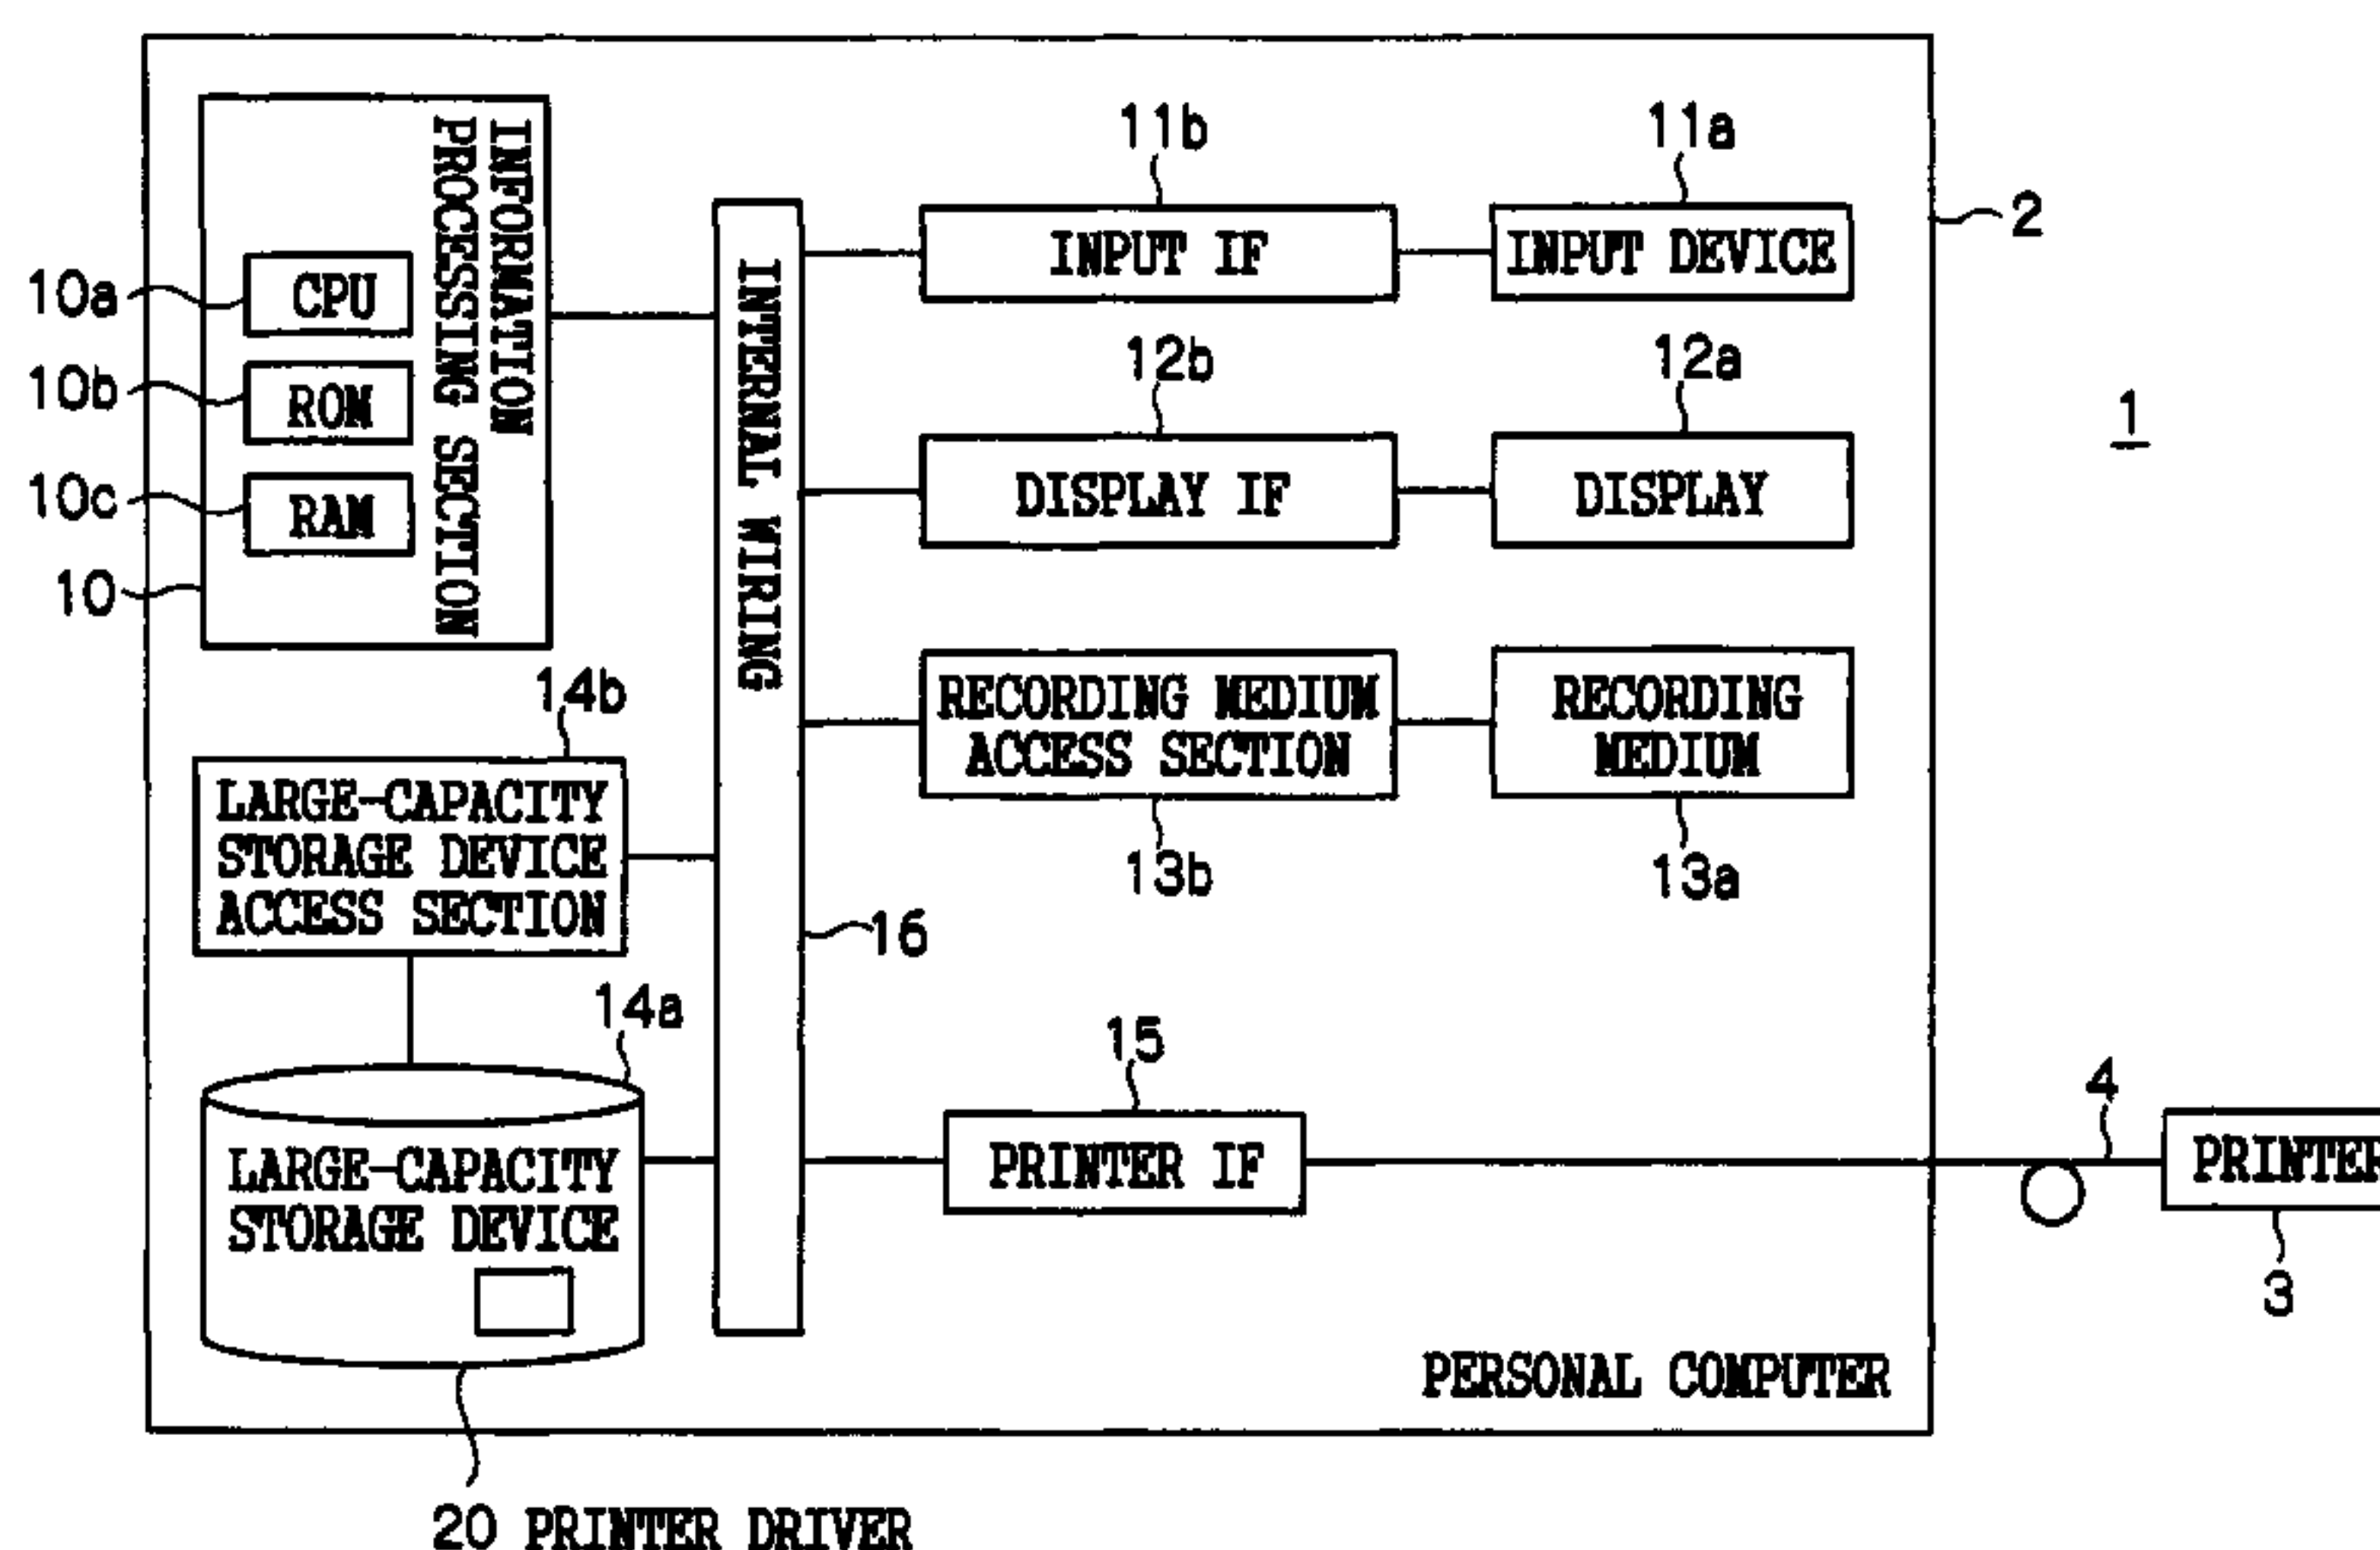 11b
11a
2
INFORMATION
PROCESSING SECTION
10a
CPU
INPUT IF
INPUT DEVICE
10b
ROM
12b
12a
1
10c
RAM
INTERNAL WIRING
DISPLAY IF
DISPLAY
10
14b
RECORDING MEDIUM
ACCESS SECTION
RECORDING
MEDIUM
LARGE-CAPACITY
STORAGE DEVICE
ACCESS SECTION
13b
13a
16
14a
15
4
LARGE-CAPACITY
STORAGE DEVICE
PRINTER IF
PRINTER
3
PERSONAL COMPUTER
20 PRINTER DRIVER